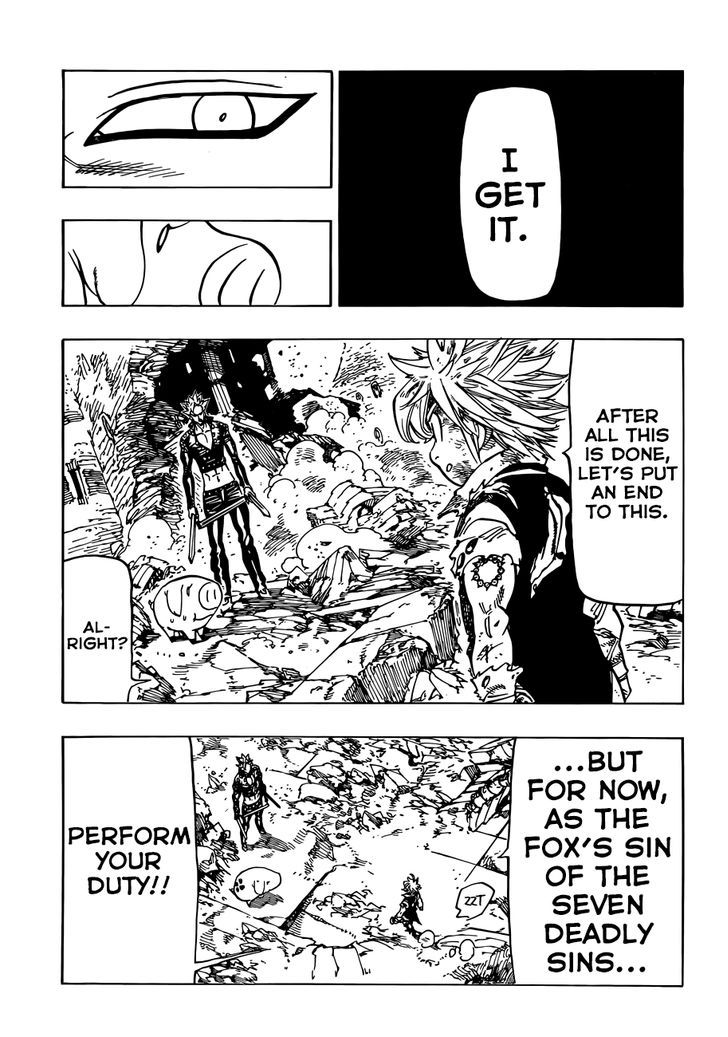 I
GET
IT.
AFTER
ALL THIS
IS DONE,
LET'S PUT
AN END
TO THIS.
AL-
RIGHT?
...BUT
FOR NOW,
AS THE
FOX'S SIN
OF THE
SEVEN
DEADLY
SINS...
ZZT
PERFORM
YOUR
DUTY!!